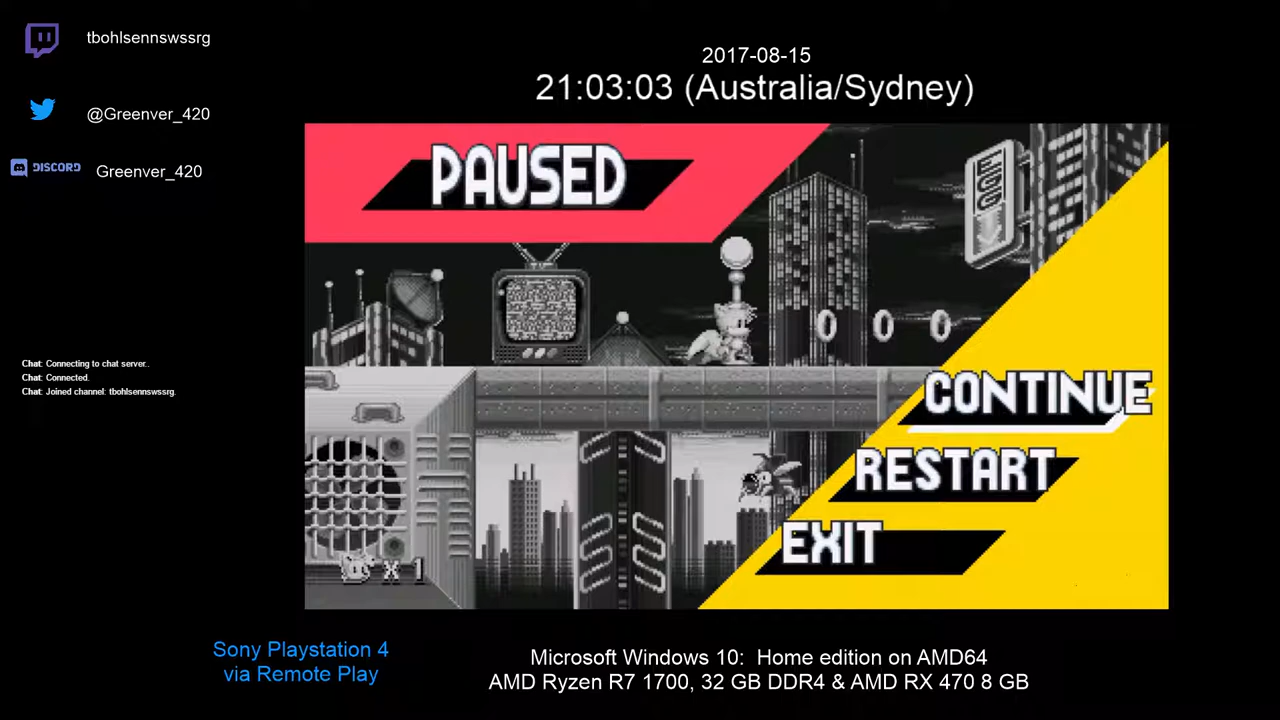 tbohlsennswssrg
@Greenver_420
DISCORD
Greenver_420
2017-08-15
21:03:03 (Australia/Sydney)
PAUSED
EGG
CONTINUE
RESTART
EXIT
x 1
Chat: Connecting to chat server..
Chat: Connected.
Chat: Joined channel: tbohlsennswssrg.
Sony Playstation 4
via Remote Play
Microsoft Windows 10: Home edition on AMD64
AMD Ryzen R7 1700, 32 GB DDR4 & AMD RX 470 8 GB